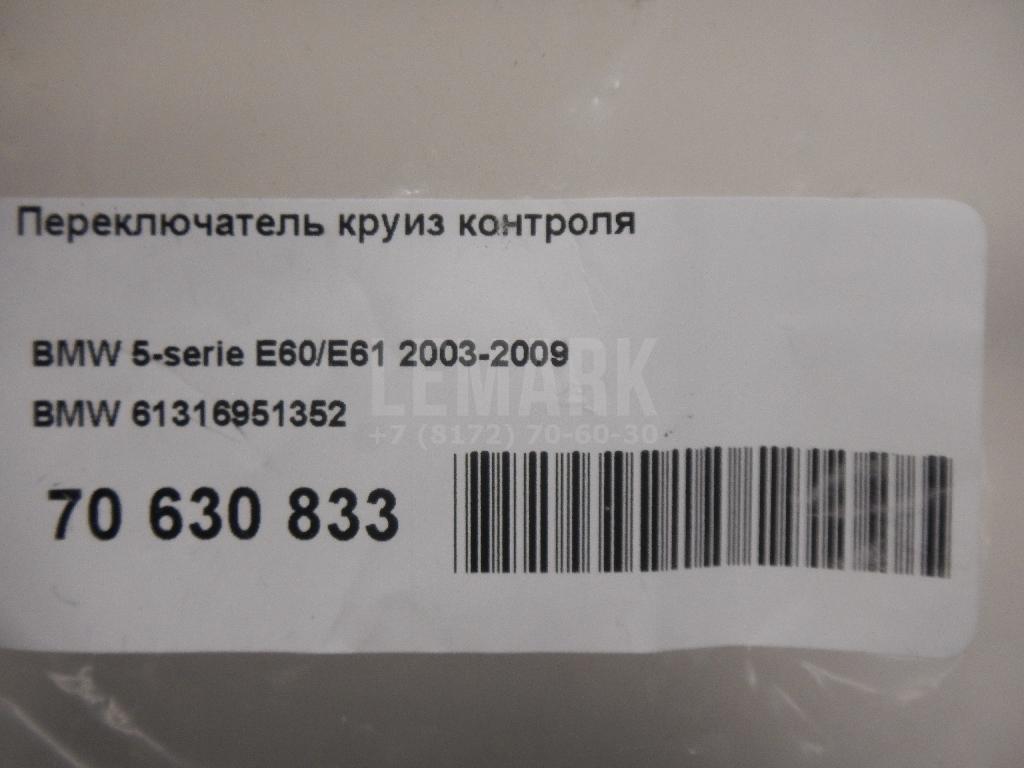 Переключатель круиз контроля
BMW 5-serie E60/E61 2003-2009
LEMARK
BMW 61316951352
+7 (8172) 70-60-30
70 630 833